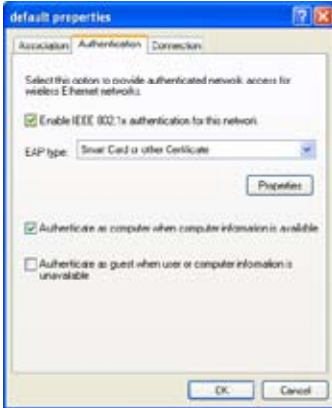 default properties
Association Authentication Connection
Select this option to provide authenticated network access for
wireless Ethernet networks.
Enable IEEE 802.1x authentication for this network
EAP type: Smart Card or other Certificate
Properties
Authenticate as computer when computer information is available
Authenticate as guest when user or computer information is
unavailable
OK Cancel